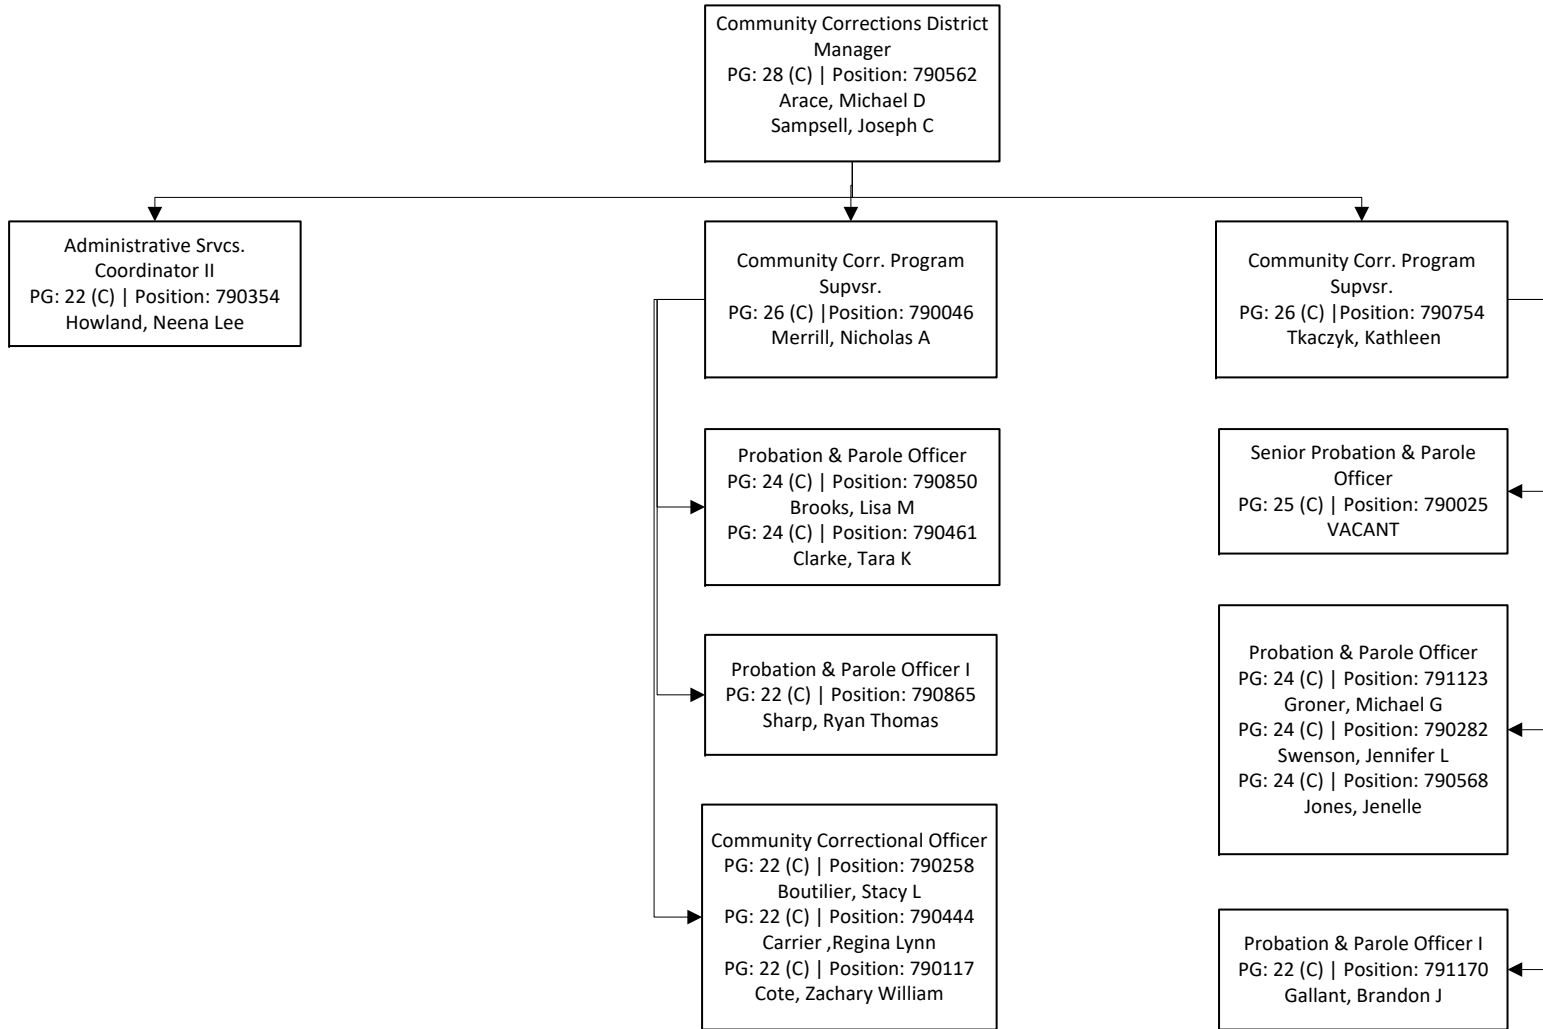 Community Corrections District
Manager
PG: 28 (C) | Position: 790562
Arace, Michael D
Sampsell, Joseph C
Administrative Srvcs.
Coordinator II
PG: 22 (C) | Position: 790354
Howland, Neena Lee
Community Corr. Program
Supvsr.
PG: 26 (C) |Position: 790046
Merrill, Nicholas A
Community Corr. Program
Supvsr.
PG: 26 (C) |Position: 790754
Tkaczyk, Kathleen
Probation & Parole Officer
PG: 24 (C) | Position: 790850
Brooks, Lisa M
PG: 24 (C) | Position: 790461
Clarke, Tara K
Senior Probation & Parole
Officer
PG: 25 (C) | Position: 790025
VACANT
Probation & Parole Officer I
PG: 22 (C) | Position: 790865
Sharp, Ryan Thomas
Probation & Parole Officer
PG: 24 (C) | Position: 791123
Groner, Michael G
PG: 24 (C) | Position: 790282
Swenson, Jennifer L
PG: 24 (C) | Position: 790568
Jones, Jenelle
Community Correctional Officer
PG: 22 (C) | Position: 790258
Boutilier, Stacy L
PG: 22 (C) | Position: 790444
Carrier ,Regina Lynn
PG: 22 (C) | Position: 790117
Cote, Zachary William
Probation & Parole Officer I
PG: 22 (C) | Position: 791170
Gallant, Brandon J